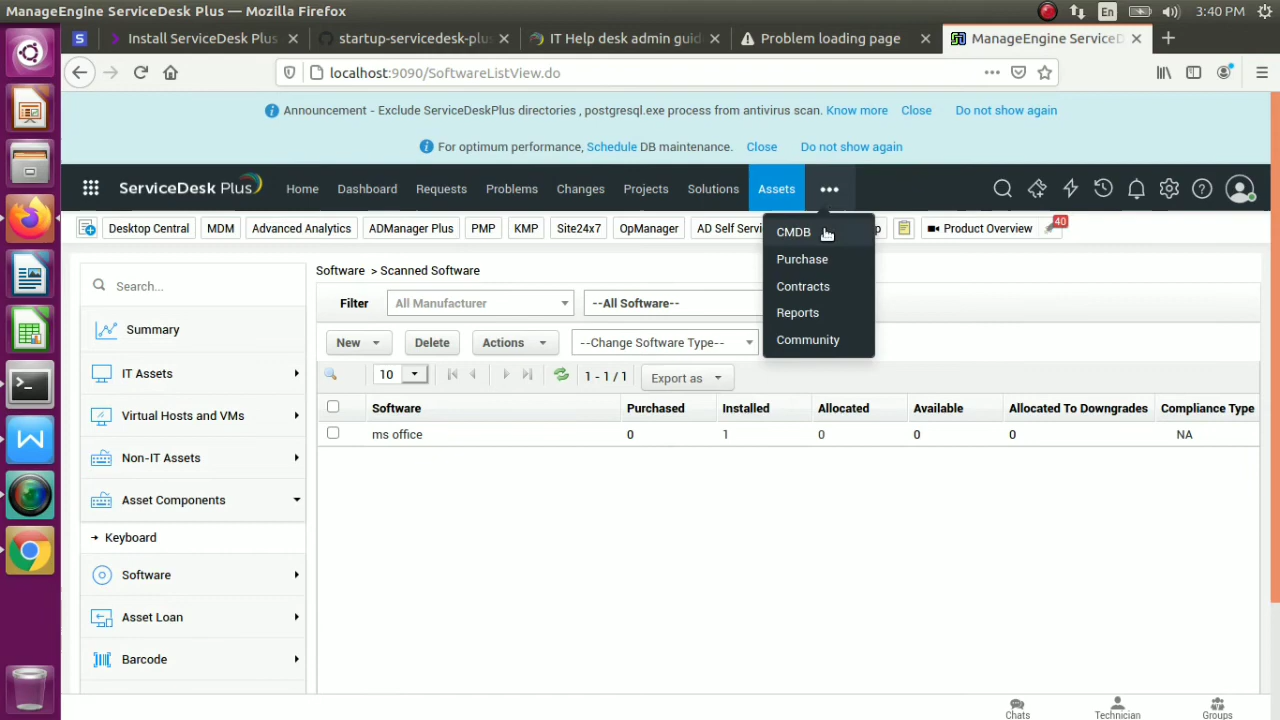 ManageEngine ServiceDesk Plus — Mozilla Firefox
En
3:40 PM
S
Install ServiceDesk Plus
startup-servicedesk-plu
IT Help desk admin guid
Problem loading page
ManageEngine ServiceD
localhost:9090/SoftwareListView.do
Announcement - Exclude ServiceDeskPlus directories , postgresql.exe process from antivirus scan. Know more Close Do not show again
For optimum performance, Schedule DB maintenance. Close Do not show again
ServiceDesk Plus Home Dashboard Requests Problems Changes Projects Solutions Assets
Desktop Central MDM Advanced Analytics ADManager Plus PMP KMP Site24x7 OpManager AD Self Servi p Product Overview 40
CMDB
Purchase
Contracts
Reports
Community
Search...
Summary
IT Assets
Virtual Hosts and VMs
Non-IT Assets
Asset Components
Keyboard
Software
Asset Loan
Barcode
Software > Scanned Software
Filter All Manufacturer --All Software--
New Delete Actions --Change Software Type--
10 1 - 1 / 1 Export as
Software Purchased Installed Allocated Available Allocated To Downgrades Compliance Type
ms office 0 1 0 0 0 NA
Chats Technician Groups